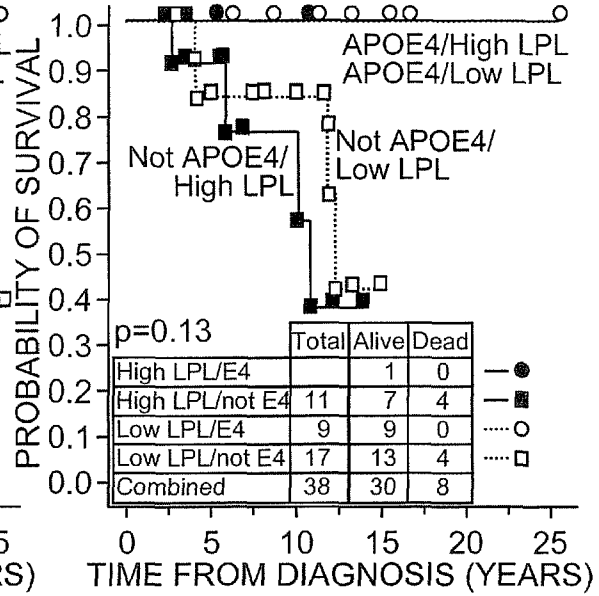 1.0
0.9
0.8
0.7
0.6
0.5
0.4
0.3
0.2
0.1
0.0
PROBABILITY OF SURVIVAL
APOE4/High LPL
APOE4/Low LPL
Not APOE4/
High LPL
Not APOE4/
Low LPL
p=0.13
Total Alive Dead
High LPL/E4 1 0
High LPL/not E4 11 7 4
Low LPL/E4 9 9 0
Low LPL/not E4 17 13 4
Combined 38 30 8
0 5 10 15 20 25
TIME FROM DIAGNOSIS (YEARS)
5
RS)